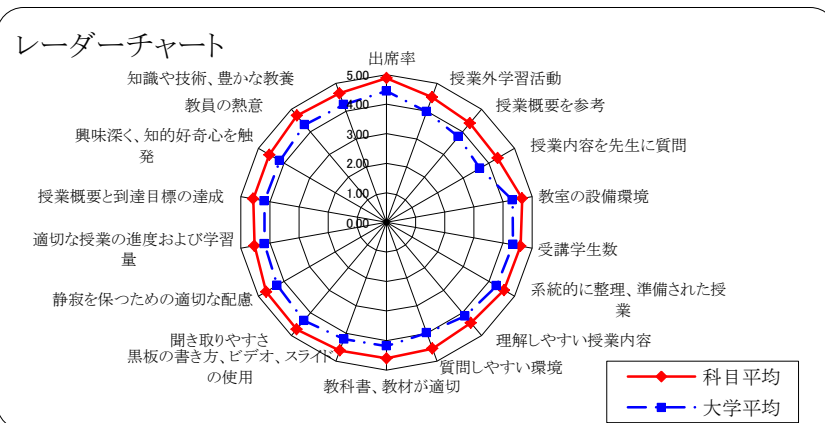 レーダーチャート
出席率
授業外学習活動
授業概要を参考
授業内容を先生に質問
教室の設備環境
受講学生数
系統的に整理、準備された授
業
理解しやすい授業内容
質問しやすい環境
教科書、教材が適切
黒板の書き方、ビデオ、スライド
の使用
聞き取りやすさ
静寂を保つための適切な配慮
適切な授業の進度および学習
量
授業概要と到達目標の達成
興味深く、知的好奇心を触
発
教員の熱意
知識や技術、豊かな教養
5.00
4.00
3.00
2.00
1.00
0.00
科目平均
大学平均